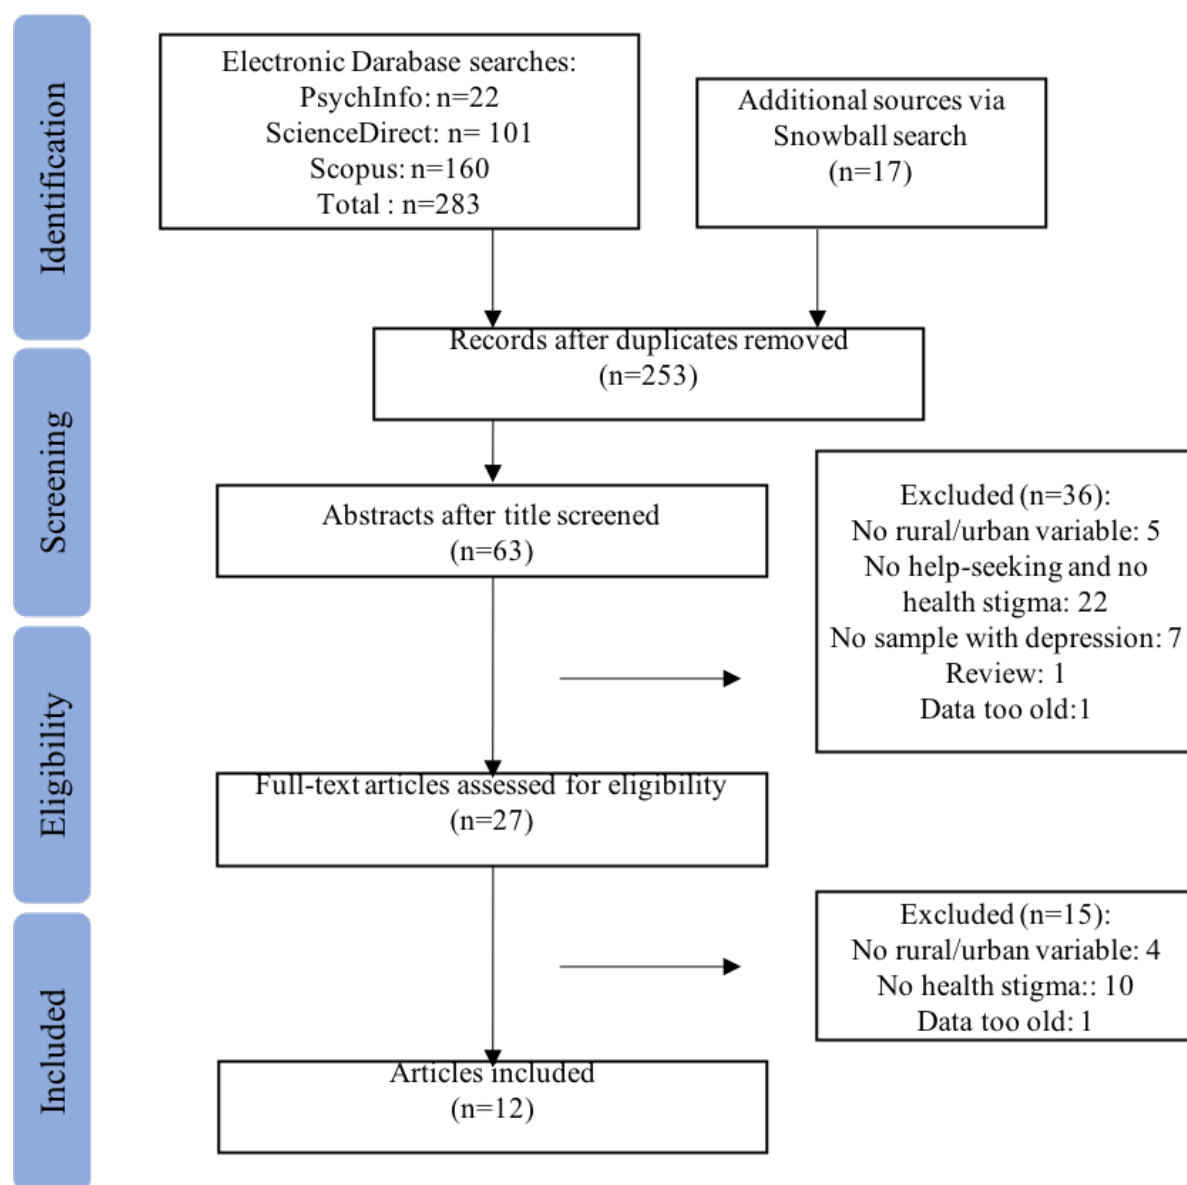 Identification
Electronic Darabase searches:
PsychInfo: n=22
ScienceDirect: n= 101
Scopus: n=160
Total : n=283
Additional sources via
Snowball search
(n=17)
Records after duplicates removed
(n=253)
Screening
Abstracts after title screened
(n=63)
Excluded (n=36):
No rural/urban variable: 5
No help-seeking and no
health stigma: 22
No sample with depression: 7
Review: 1
Data too old:1
Eligibility
Full-text articles assessed for eligibility
(n=27)
Excluded (n=15):
No rural/urban variable: 4
No health stigma:: 10
Data too old: 1
Included
Articles included
(n=12)